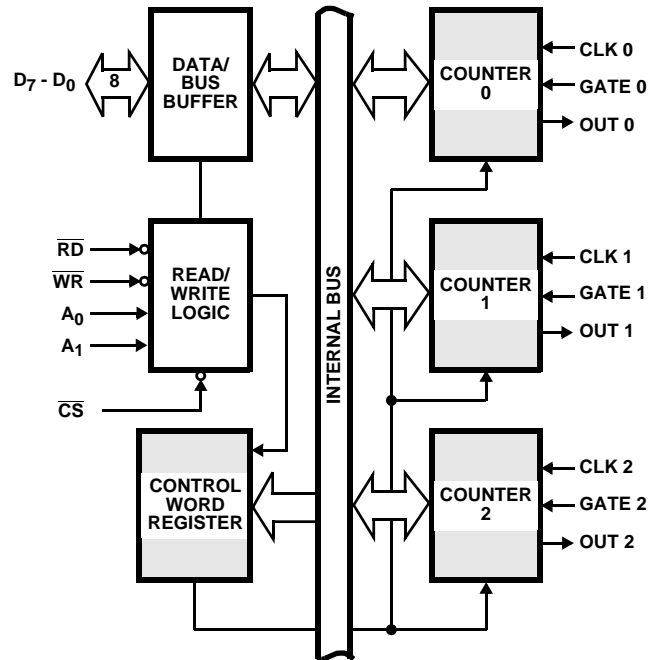 D7 - D0
8
DATA/
BUS
BUFFER
RD
WR
A0
A1
CS
READ/
WRITE
LOGIC
CONTROL
WORD
REGISTER
INTERNAL BUS
COUNTER
0
CLK 0
GATE 0
OUT 0
COUNTER
1
CLK 1
GATE 1
OUT 1
COUNTER
2
CLK 2
GATE 2
OUT 2